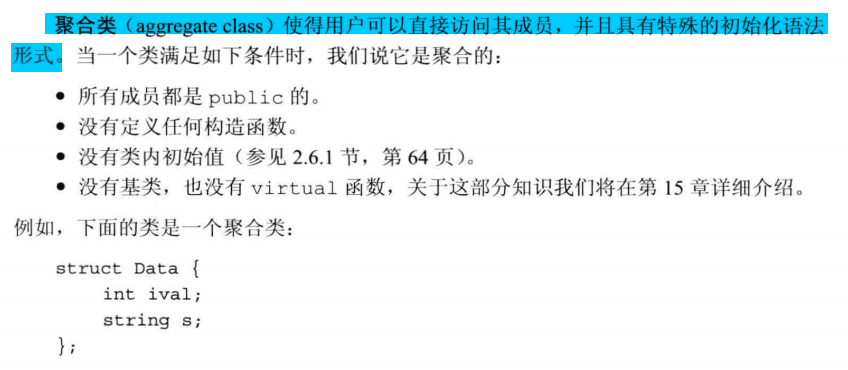 聚合类（aggregate class）使得用户可以直接访问其成员，并且具有特殊的初始化语法
形式。当一个类满足如下条件时，我们说它是聚合的：
● 所有成员都是 public 的。
● 没有定义任何构造函数。
● 没有类内初始值（参见 2.6.1 节，第 64 页）。
● 没有基类，也没有 virtual 函数，关于这部分知识我们将在第 15 章详细介绍。
例如，下面的类是一个聚合类：
struct Data {
int ival;
string s;
};